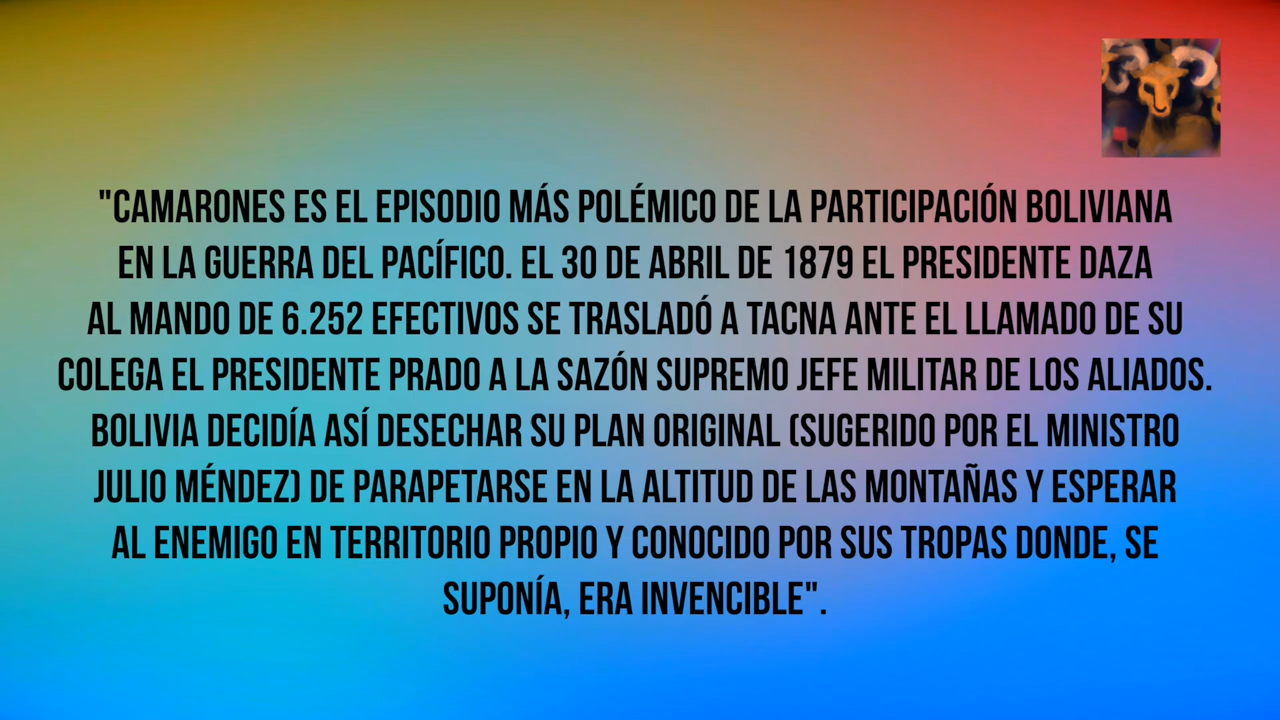 "CAMARONES ES EL EPISODIO MÁS POLÉMICO DE LA PARTICIPACIÓN BOLIVIANA
EN LA GUERRA DEL PACÍFICO. EL 30 DE ABRIL DE 1879 EL PRESIDENTE DAZA
AL MANDO DE 6.252 EFECTIVOS SE TRASLADÓ A TACNA ANTE EL LLAMADO DE SU
COLEGA EL PRESIDENTE PRADO A LA SAZÓN SUPREMO JEFE MILITAR DE LOS ALIADOS.
BOLIVIA DECIDÍA ASÍ DESECHAR SU PLAN ORIGINAL (SUGERIDO POR EL MINISTRO
JULIO MÉNDEZ) DE PARAPETARSE EN LA ALTITUD DE LAS MONTAÑAS Y ESPERAR
AL ENEMIGO EN TERRITORIO PROPIO Y CONOCIDO POR SUS TROPAS DONDE, SE
SUPONÍA, ERA INVENCIBLE".